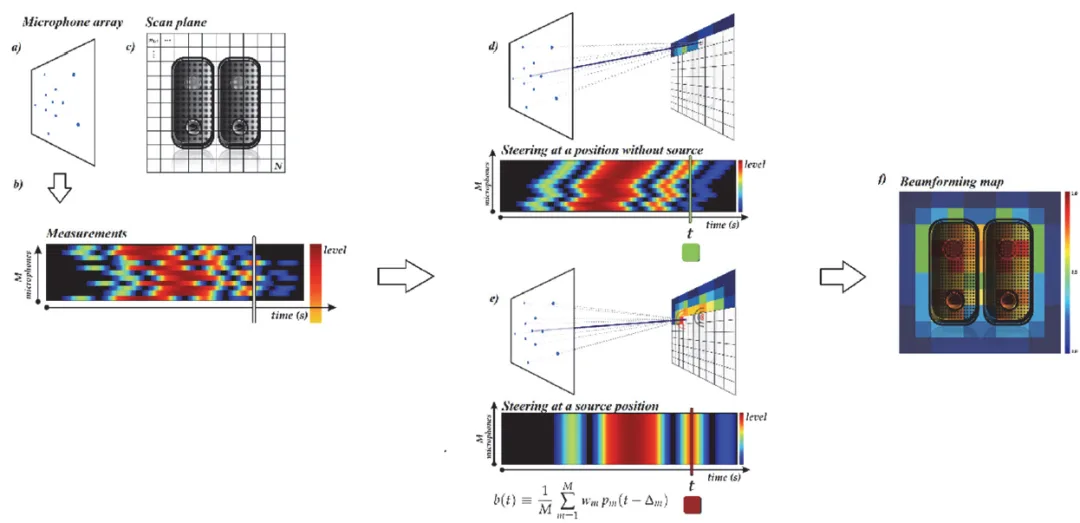 Microphone array
Scan plane
a)
c)
N
b)
Measurements
M
microphones
level
time (s)
d)
Steering at a position without source
M
microphones
level
time (s)
t
e)
Steering at a source position
M
microphones
level
time (s)
t
b(t) ≡ 1/M ∑_{m=1}^{M} w_m p_m(t − Δ_m)
f)
Beamforming map